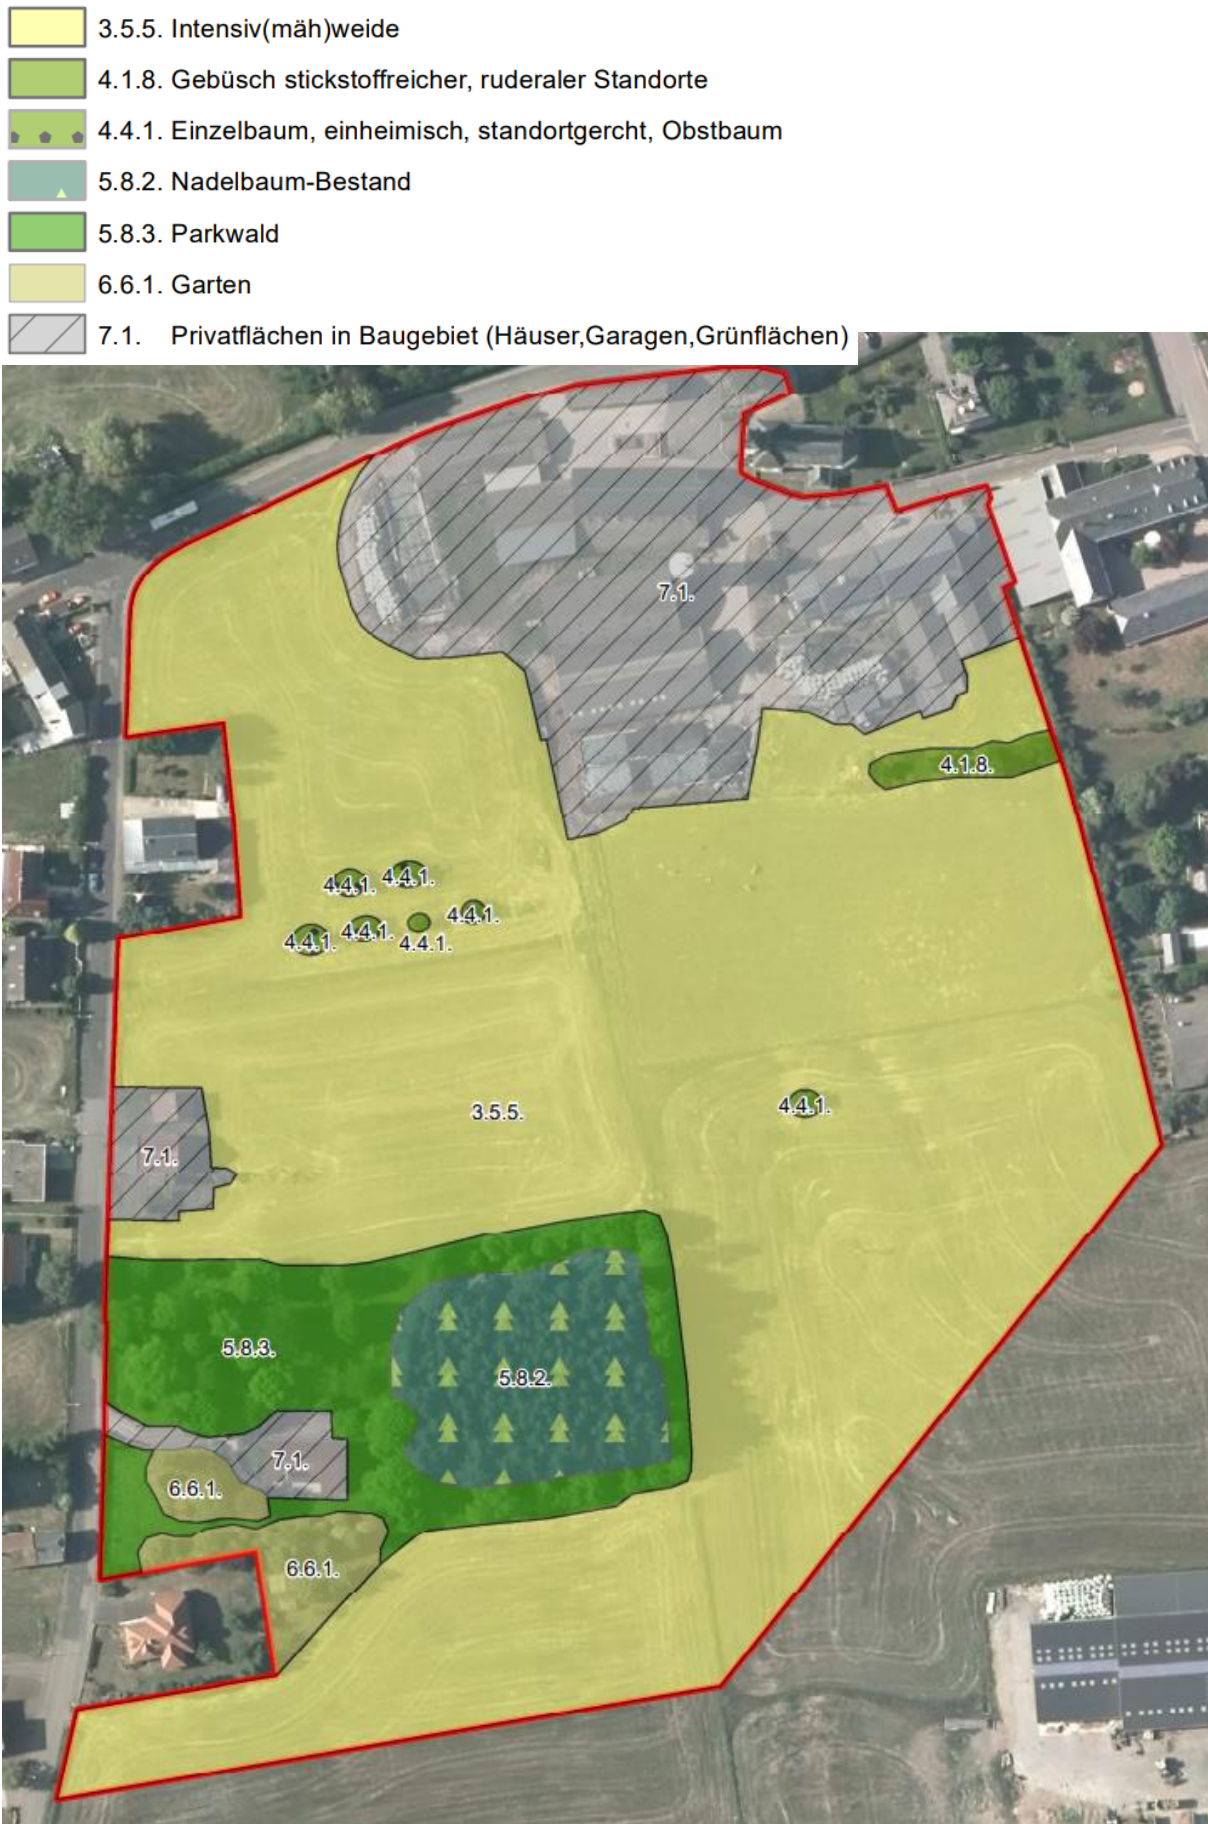 3.5.5. Intensiv(mäh)weide
4.1.8. Gebüsch stickstoffreicher, ruderaler Standorte
4.4.1. Einzelbaum, einheimisch, standortgercht, Obstbaum
5.8.2. Nadelbaum-Bestand
5.8.3. Parkwald
6.6.1. Garten
7.1. Privatflächen in Baugebiet (Häuser,Garagen,Grünflächen)
7.1.
4.1.8.
4.4.1.
4.4.1.
4.4.1.
4.4.1.
4.4.1.
4.4.1.
3.5.5.
4.4.1.
7.1.
5.8.3.
5.8.2.
7.1.
6.6.1.
6.6.1.